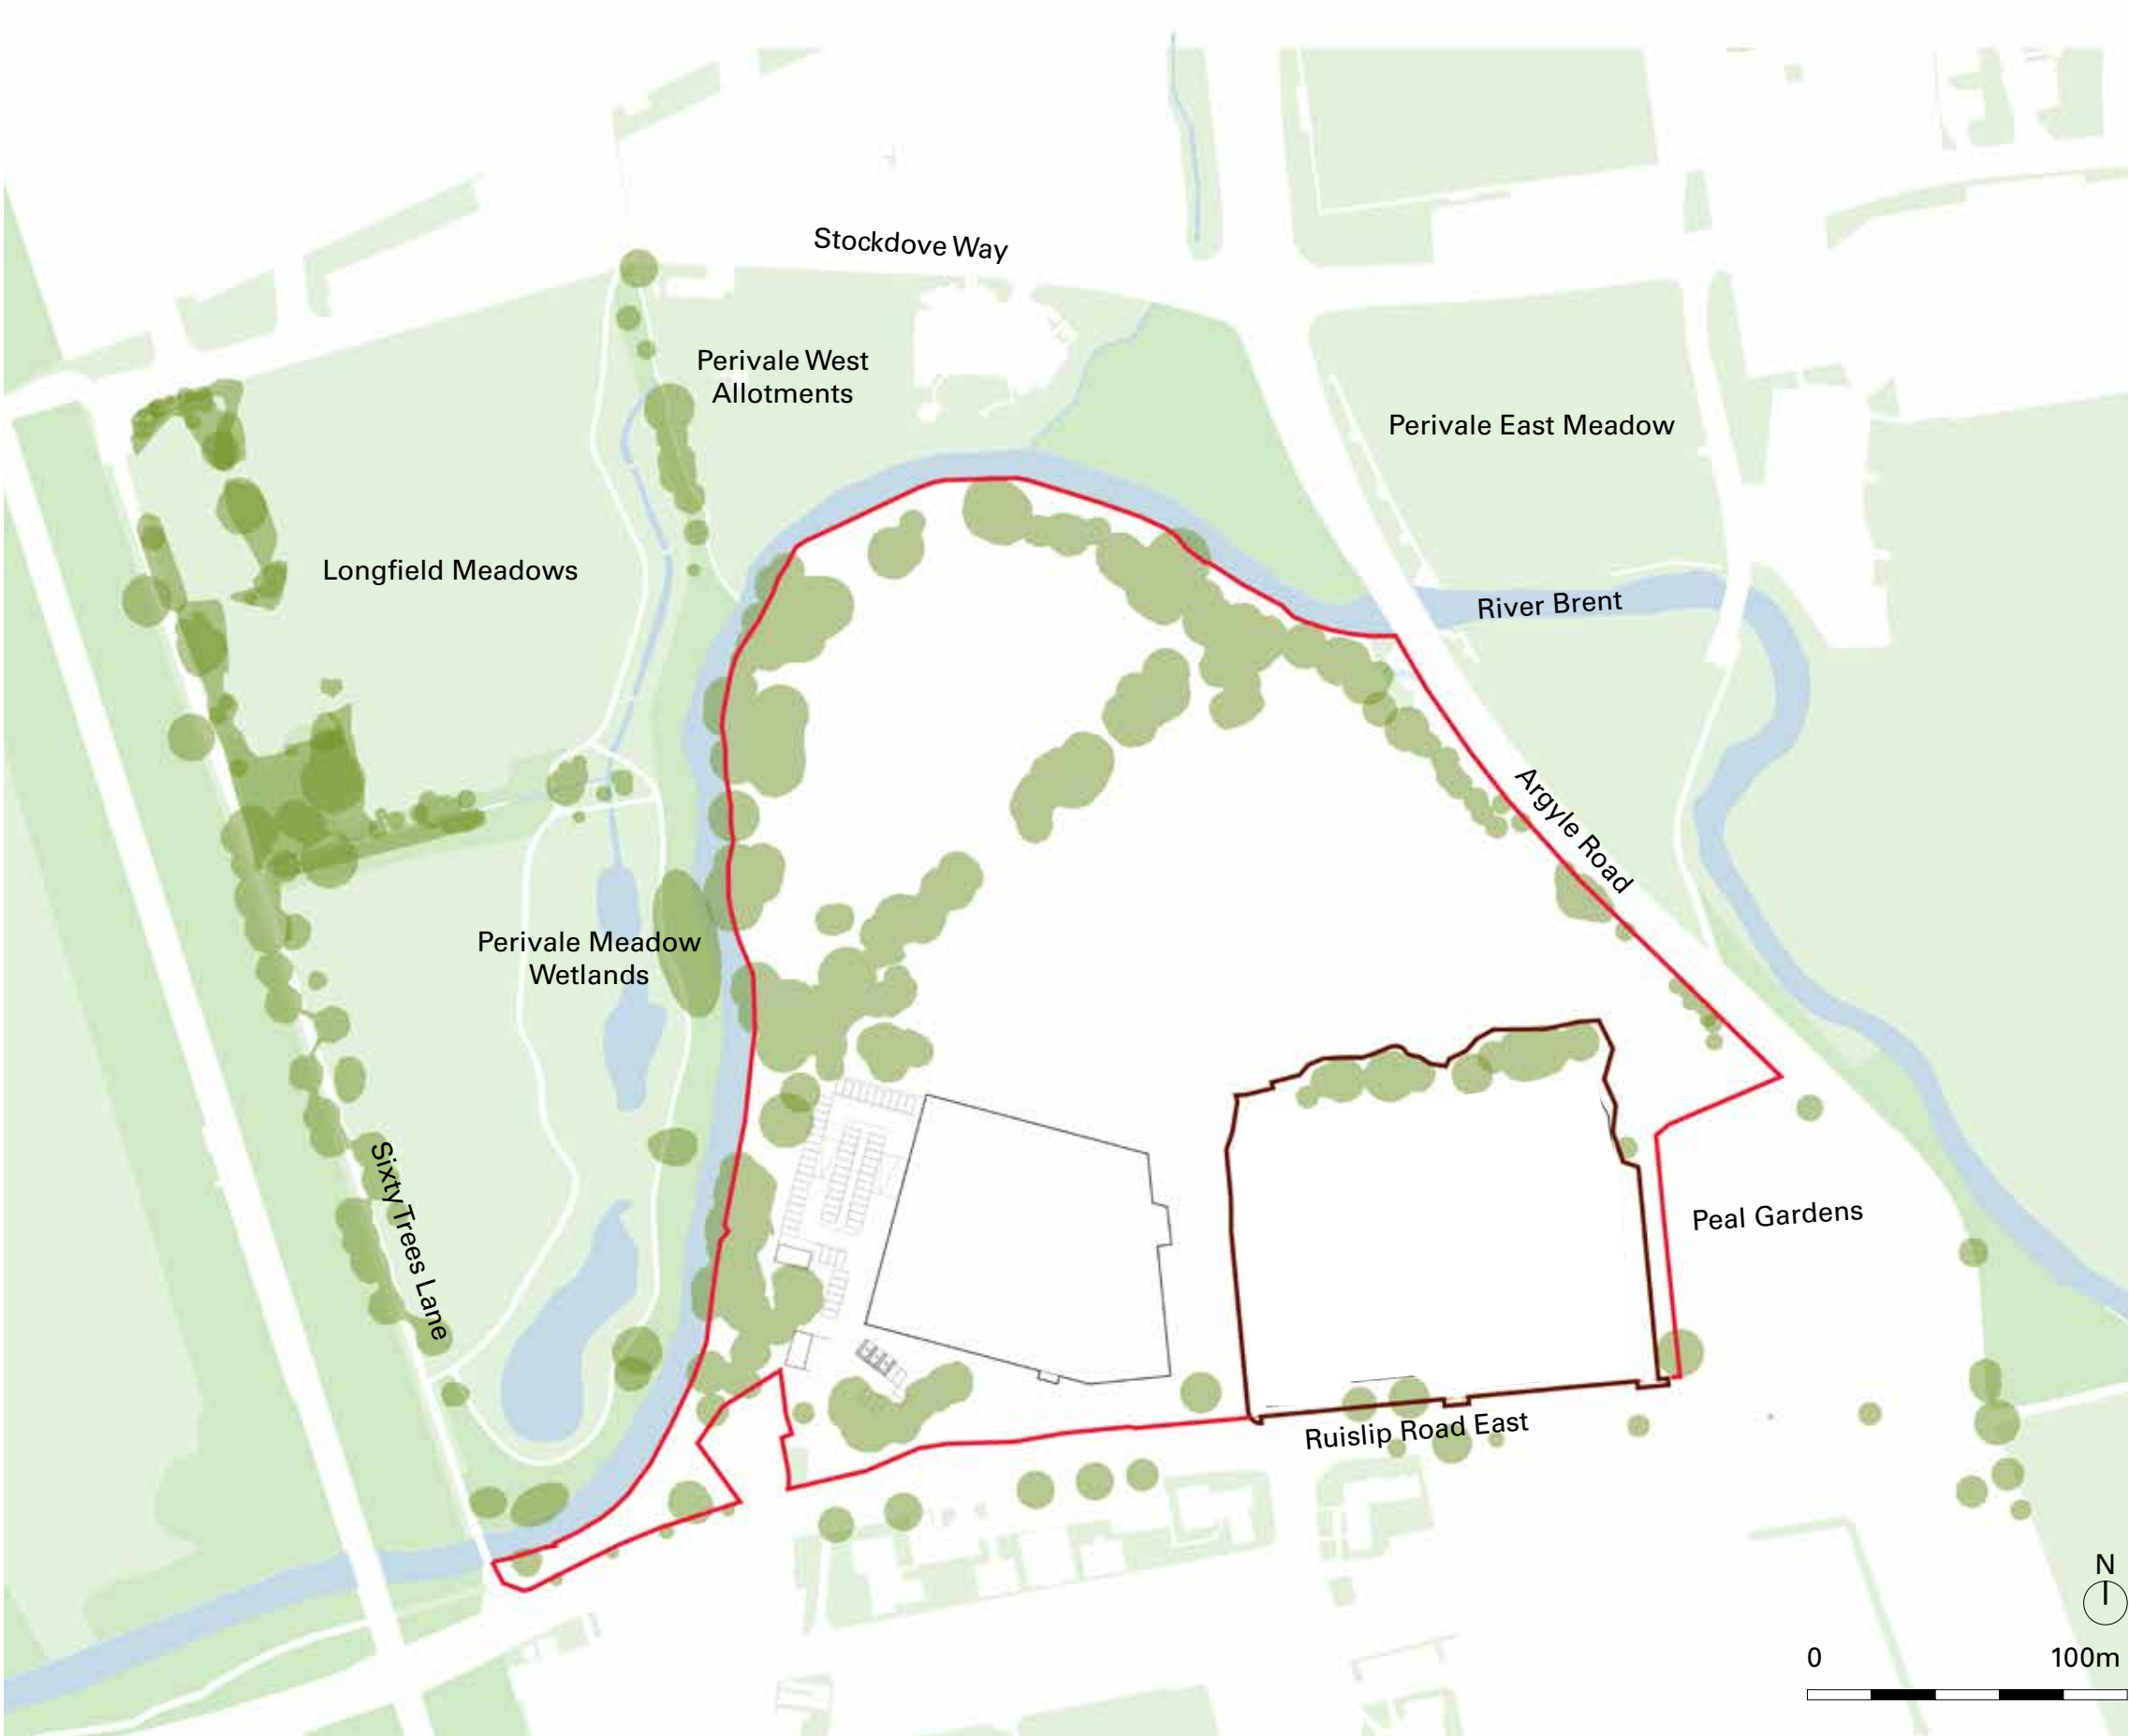 Stockdove Way
Perivale West
Allotments
Perivale East Meadow
Longfield Meadows
River Brent
Argyle Road
Perivale Meadow
Wetlands
Sixty Trees Lane
Peal Gardens
Ruislip Road East
N
0 100m